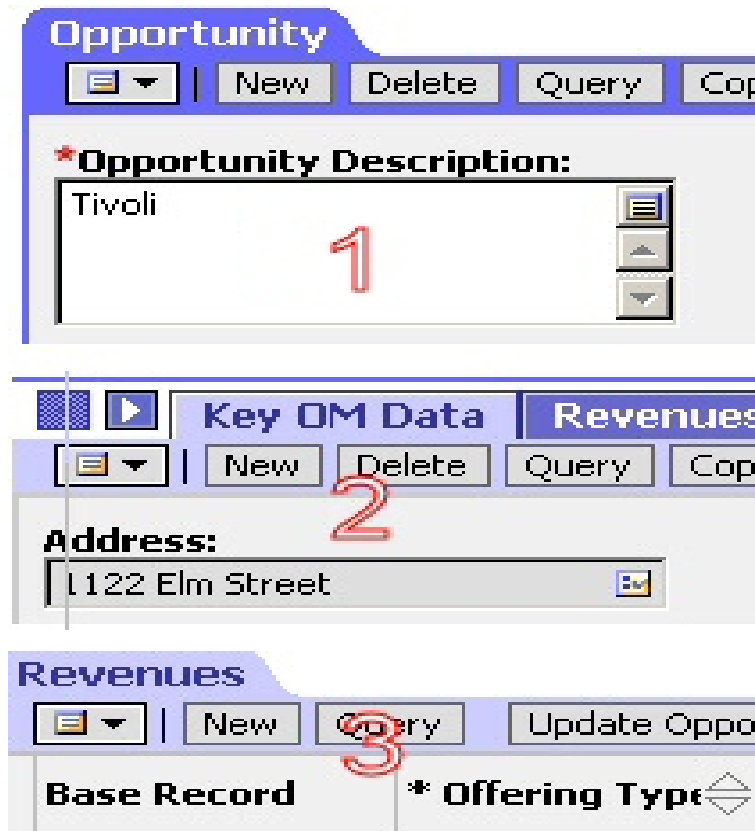 Opportunity
New Delete Query Cop
*Opportunity Description:
Tivoli
1
Key OM Data Revenues
New Delete Query Cop
2
Address:
1122 Elm Street
Revenues
New Query Update Oppo
3
Base Record * Offering Type